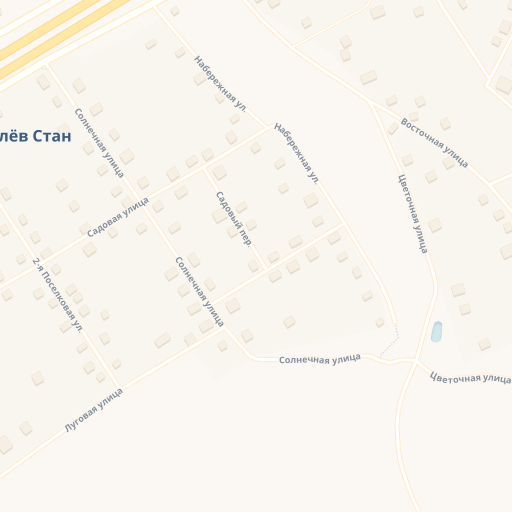 Набережная ул.
лёв Стан
Солнечная улица
Набережная ул.
Восточная улица
Садовая улица
Садовый пер.
Цветочная улица
2-я Поселковая ул.
Солнечная улица
Солнечная улица
Цветочная улица
Луговая улица